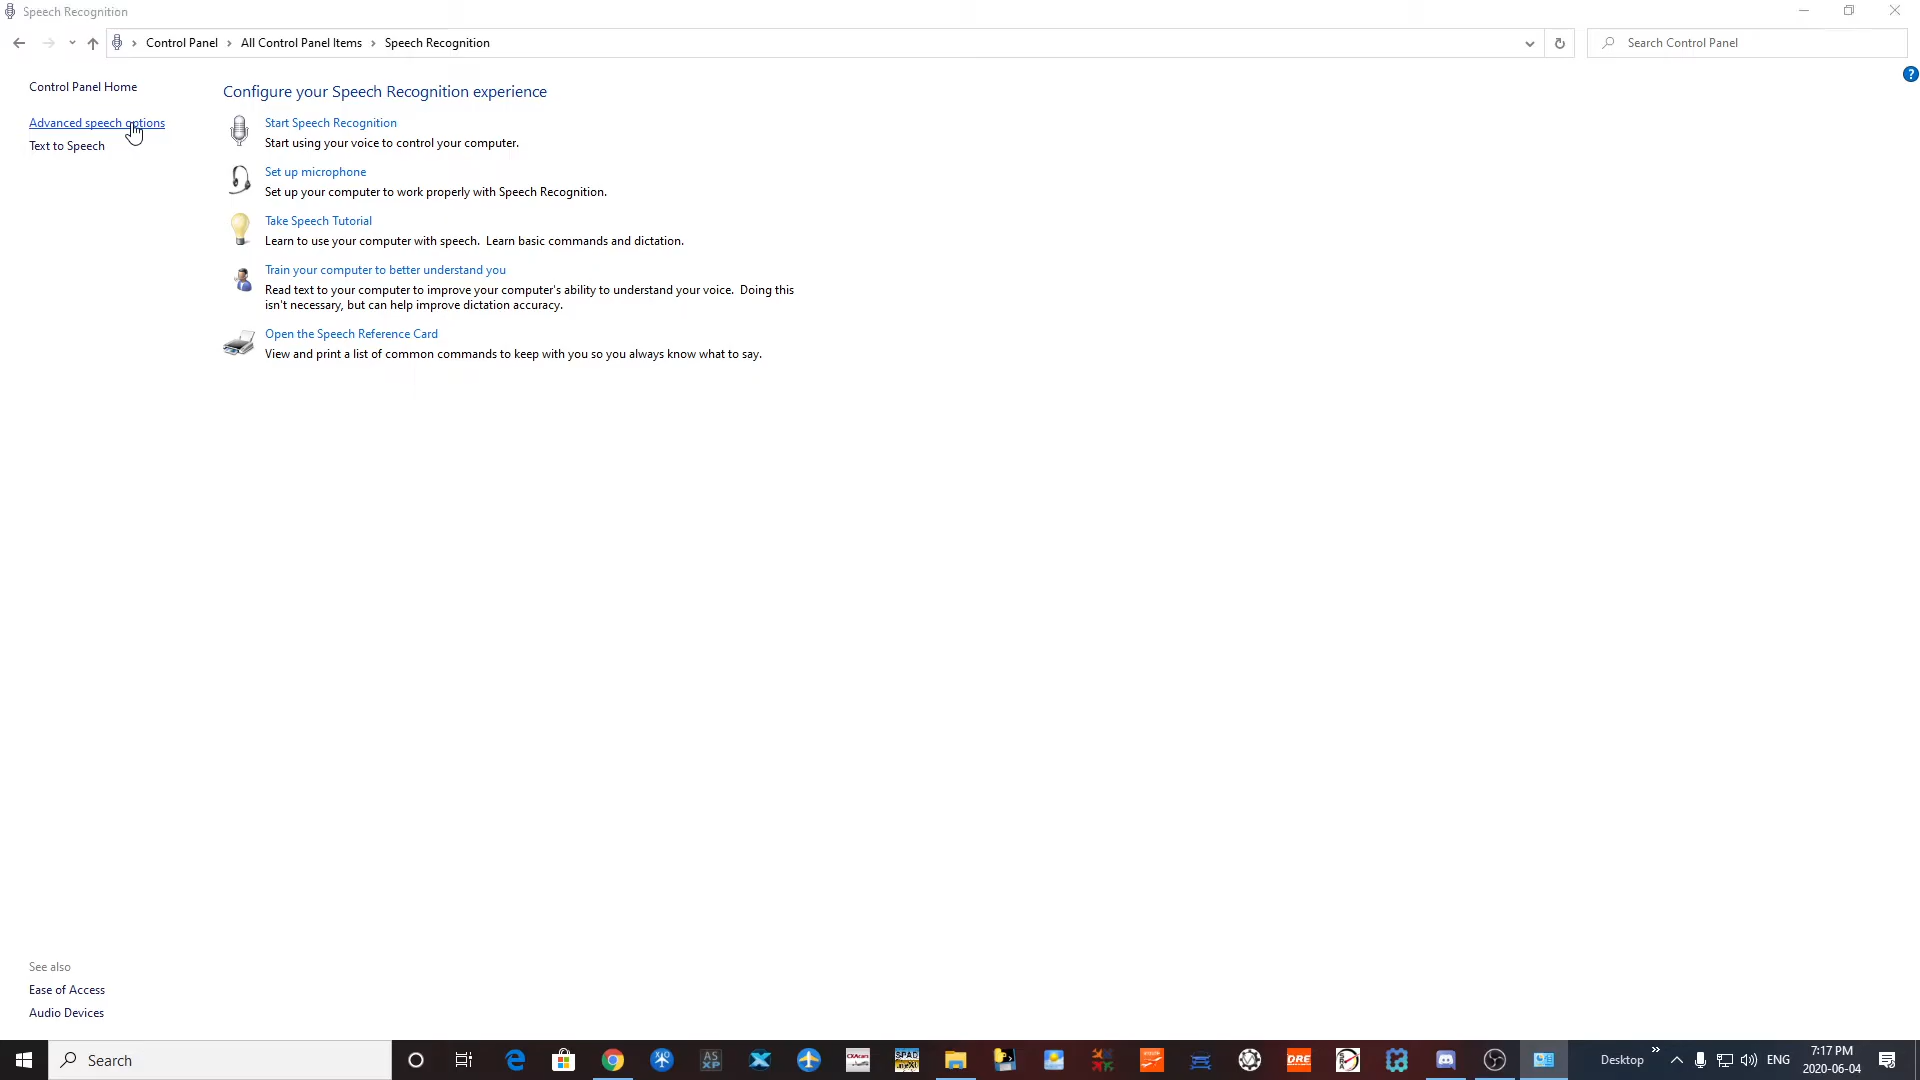 Speech Recognition
Control Panel › All Control Panel Items › Speech Recognition
Search Control Panel
?
Control Panel Home
Advanced speech options
Text to Speech
Configure your Speech Recognition experience
Start Speech Recognition
Start using your voice to control your computer.
Set up microphone
Set up your computer to work properly with Speech Recognition.
Take Speech Tutorial
Learn to use your computer with speech.  Learn basic commands and dictation.
Train your computer to better understand you
Read text to your computer to improve your computer's ability to understand your voice.  Doing this
isn't necessary, but can help improve dictation accuracy.
Open the Speech Reference Card
View and print a list of common commands to keep with you so you always know what to say.
See also
Ease of Access
Audio Devices
Search
AS
XP
DRE
Desktop
ENG
7:17 PM
2020-06-04